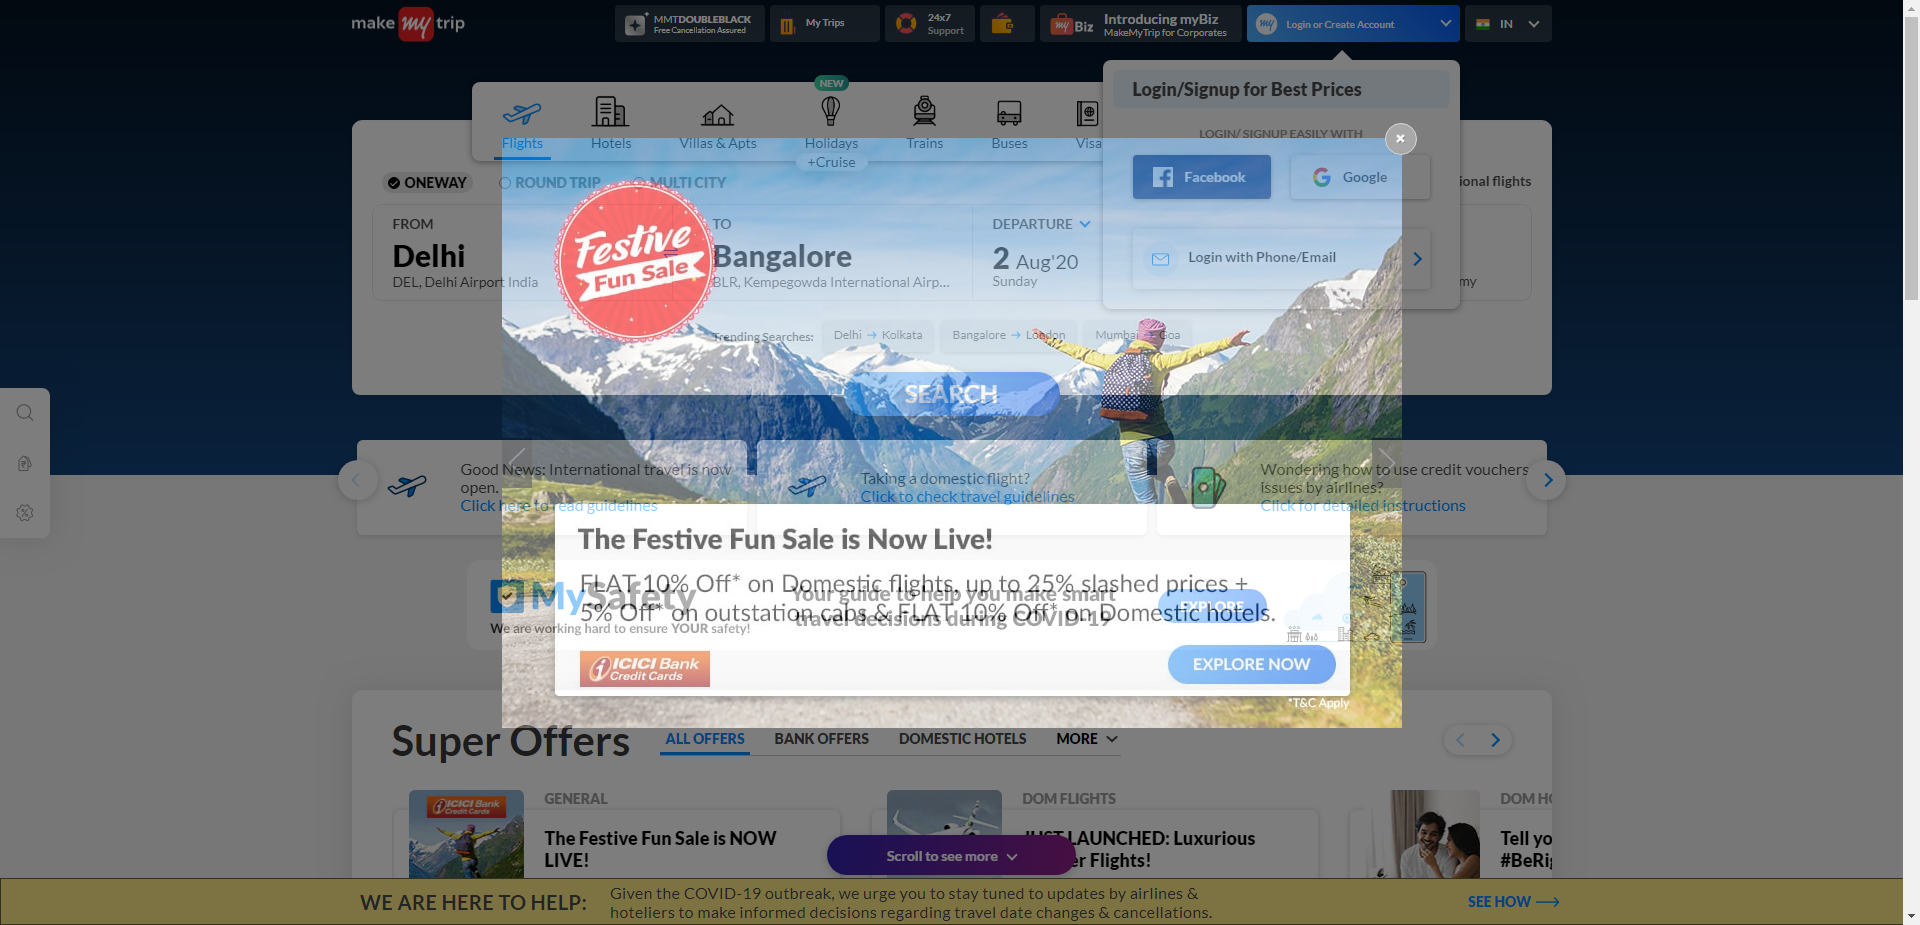 make my trip
MMTDOUBLEBLACK
Free Cancellation Assured
My Trips
24x7
Support
my Biz
Introducing myBiz
MakeMyTrip for Corporates
my
Login or Create Account
IN
NEW
Flights
Hotels
Villas & Apts
Holidays
+Cruise
Trains
Buses
Visa
Login/Signup for Best Prices
LOGIN/ SIGNUP EASILY WITH
Facebook
Google
Login with Phone/Email
ONEWAY
ROUND TRIP
MULTI CITY
ional flights
FROM
Delhi
DEL, Delhi Airport India
TO
Bangalore
BLR, Kempegowda International Airp...
DEPARTURE
2 Aug'20
Sunday
my
Festive
Fun Sale
Trending Searches:
Delhi → Kolkata
Bangalore → London
Mumbai → Goa
SEARCH
Good News: International travel is now
open.
Click here to read guidelines
Taking a domestic flight?
Click to check travel guidelines
Wondering how to use credit vouchers
issues by airlines?
Click for detailed instructions
The Festive Fun Sale is Now Live!
FLAT 10% Off* on Domestic flights, up to 25% slashed prices +
5% Off* on outstation cabs & FLAT 10% Off* on Domestic hotels.
ICICI Bank
Credit Cards
EXPLORE NOW
*T&C Apply
MySafety
We are working hard to ensure YOUR safety!
Your guide to help you make smart
travel decisions during COVID-19
EXPLORE
Super Offers
ALL OFFERS
BANK OFFERS
DOMESTIC HOTELS
MORE
ICICI Bank
Credit Cards
GENERAL
The Festive Fun Sale is NOW
LIVE!
DOM FLIGHTS
JUST LAUNCHED: Luxurious
er Flights!
DOM HO
Tell yo
#BeRig
Scroll to see more
WE ARE HERE TO HELP:
Given the COVID-19 outbreak, we urge you to stay tuned to updates by airlines &
hoteliers to make informed decisions regarding travel date changes & cancellations.
SEE HOW